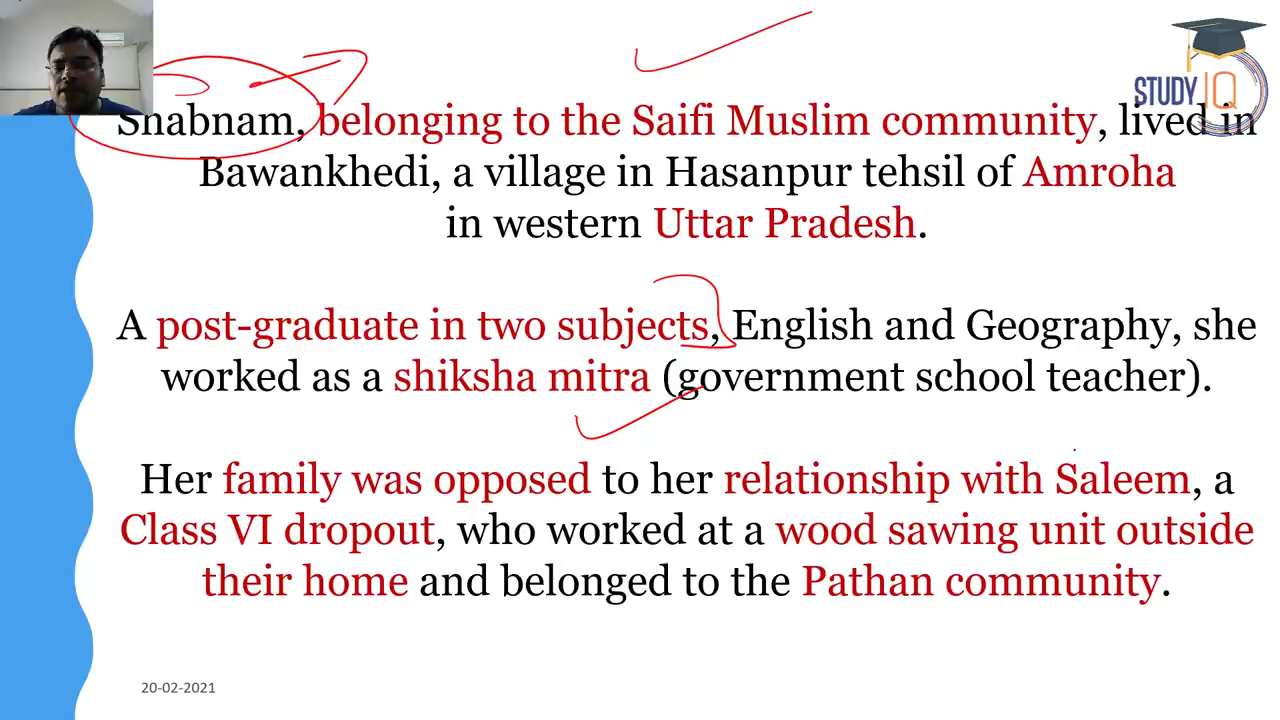 STUDY IQ
Shabnam, belonging to the Saifi Muslim community, lived in
Bawankhedi, a village in Hasanpur tehsil of Amroha
in western Uttar Pradesh.
A post-graduate in two subjects, English and Geography, she
worked as a shiksha mitra (government school teacher).
Her family was opposed to her relationship with Saleem, a
Class VI dropout, who worked at a wood sawing unit outside
their home and belonged to the Pathan community.
20-02-2021